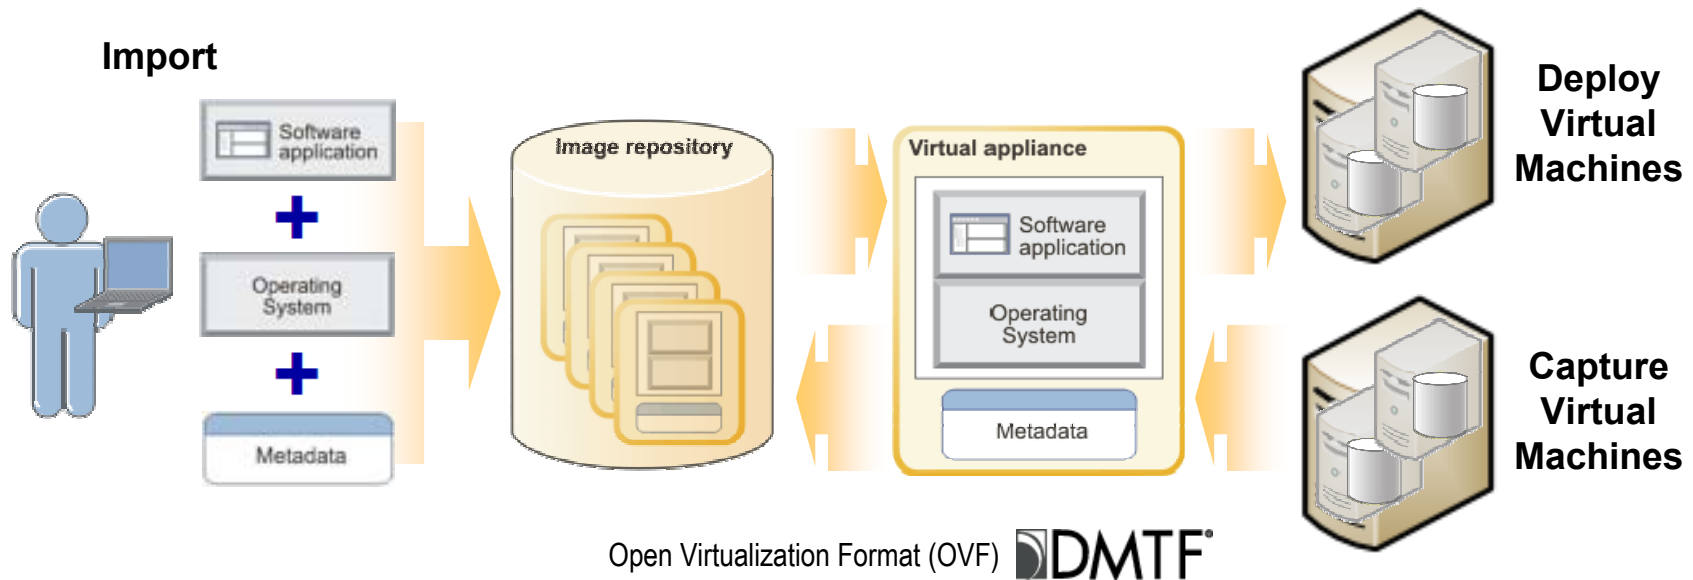 Import
Software
application
Operating
System
Metadata
Image repository
Virtual appliance
Software
application
Operating
System
Metadata
Deploy
Virtual
Machines
Capture
Virtual
Machines
Open Virtualization Format (OVF)
DMTF®